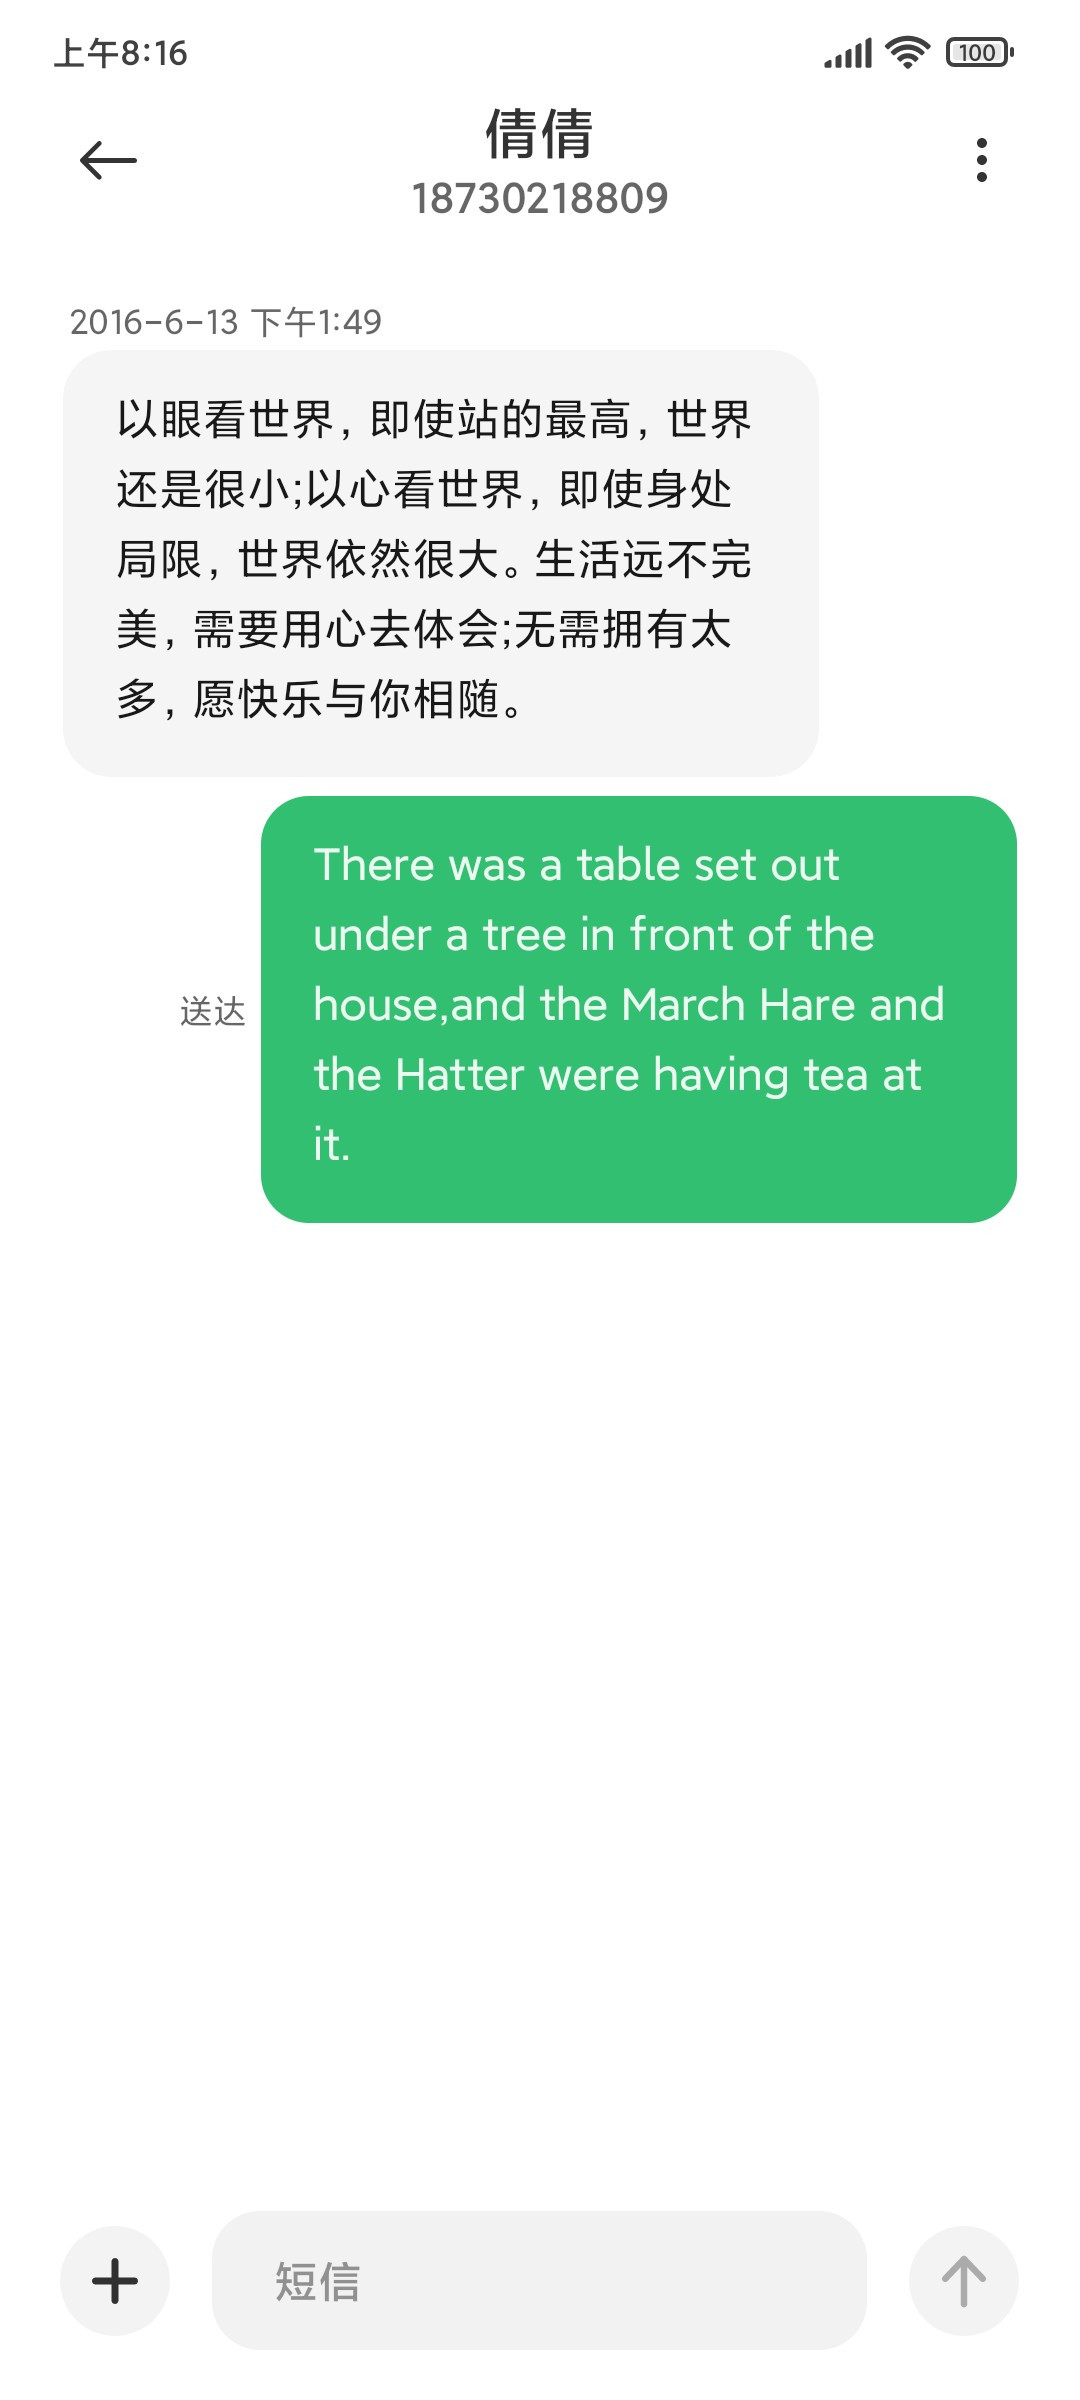 上午8:16
100
倩倩
18730218809
2016-6-13 下午1:49
以眼看世界，即使站的最高，世界
还是很小;以心看世界，即使身处
局限，世界依然很大。生活远不完
美，需要用心去体会;无需拥有太
多，愿快乐与你相随。
There was a table set out
under a tree in front of the
house,and the March Hare and
the Hatter were having tea at
it.
送达
短信